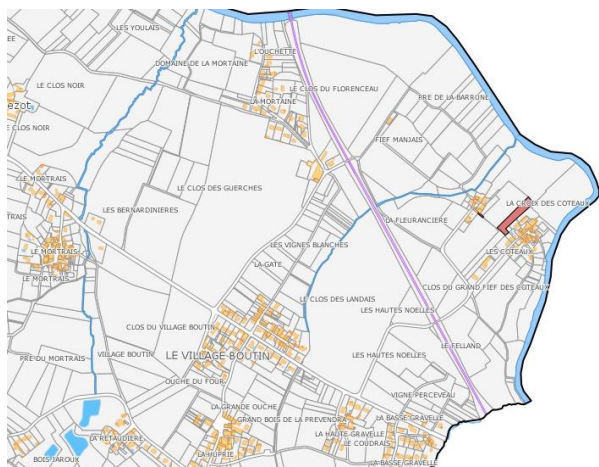 LES YOULAIS
L'OUCHETTE
DOMAINE DE LA MORTAINE
LE CLOS NOIR
LE CLOS DU FLORENCEAU
PRE DE LA BARRUNE
LA MORTAINE
ezot
E CLOS NOIR
FIEF MANJAIS
LE MORTRAIS
LE CLOS DES GUERCHES
LA CROIX DES COTEAUX
TRAIS
LES BERNARDINIERES
LA FLEURANCIERE
LE MORTRAIS
LES VIGNES BLANCHES
LES COTEAUX
LA GATE
LE MORTRAIS
CLOS DU GRAND FIEF DES COTEAUX
LE CLOS DES LANDAIS
LES HAUTES NOELLES
CLOS DU VILLAGE BOUTIN
LE FELLAND
PRE DU MORTRAIS
VILLAGE BOUTIN
LE VILLAGE BOUTIN
LES HAUTES NOELLES
OUCHE DU FOUR
VIGNE PERCEVEAU
LA GRANDE OUCHE
GRAND BOIS DE LA PREVENDRA
LA BASSE GRAVELLE
LA RETAUDIERE
LA HAUTE GRAVELLE
LE COUDRAIS
BOIS JAROUX
LA HUPRIE
LA BASSE GRAVELLE